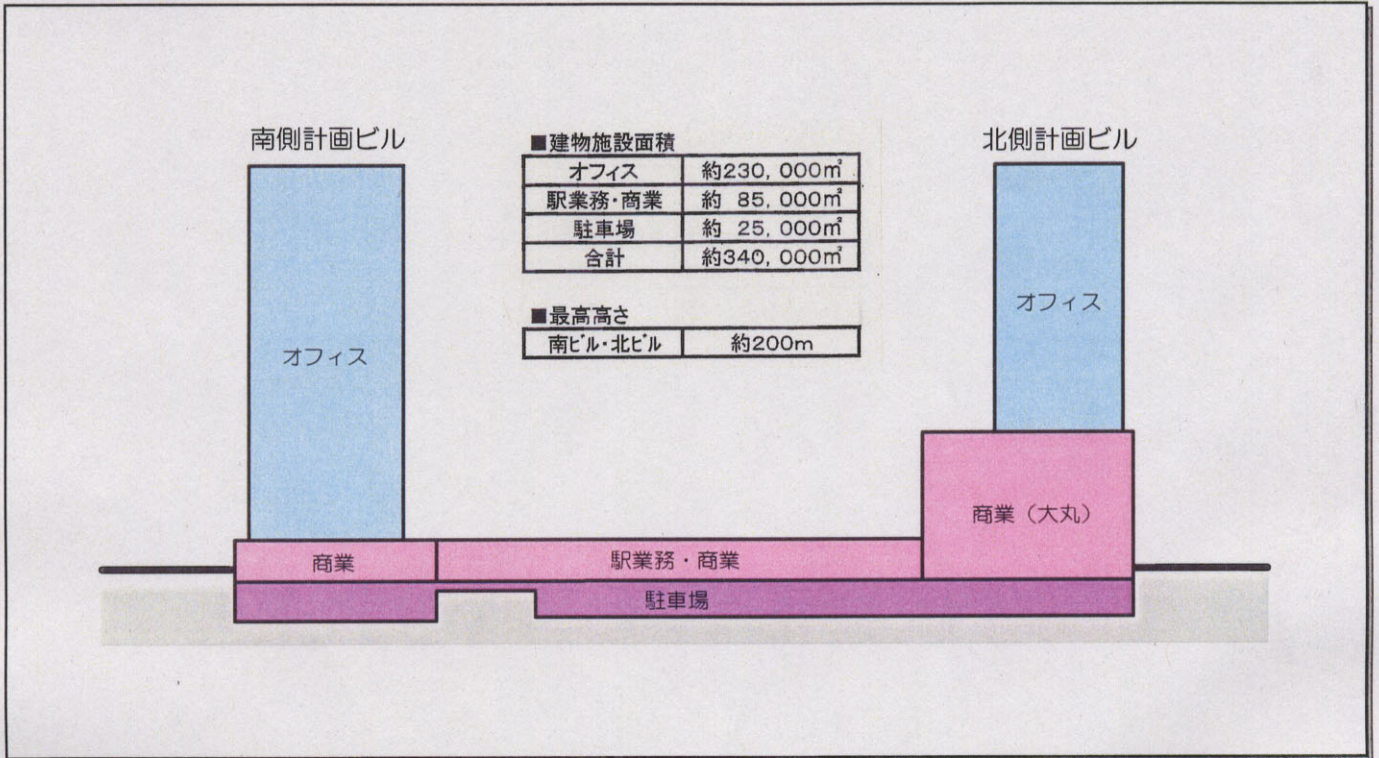 南側計画ビル
北側計画ビル
■建物施設面積
オフィス 約230,000㎡
駅業務・商業 約 85,000㎡
駐車場 約 25,000㎡
合計 約340,000㎡
■最高高さ
南ビル・北ビル 約200m
オフィス
オフィス
商業（大丸）
商業
駅業務・商業
駐車場